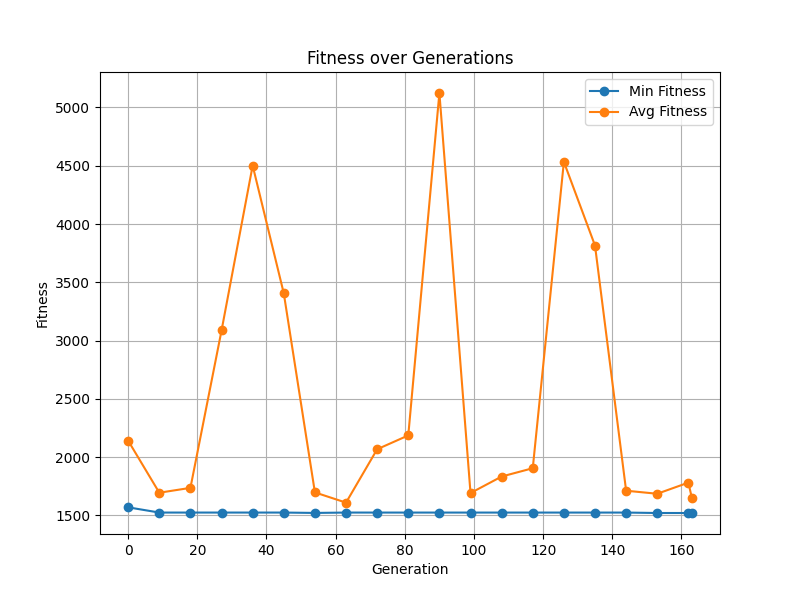 Fitness over Generations
Min Fitness
Avg Fitness
5000
4500
4000
3500
3000
2500
2000
1500
Fitness
0 20 40 60 80 100 120 140 160
Generation